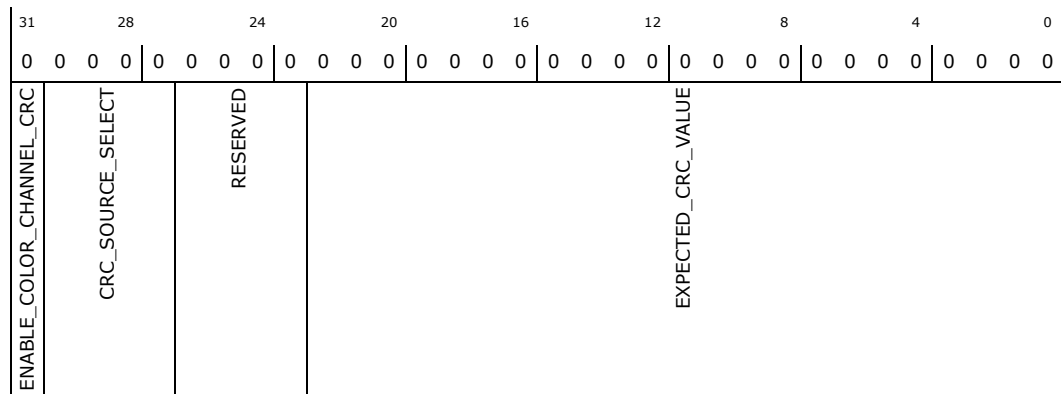 31 28 24 20 16 12 8 4 0
0 0 0 0 0 0 0 0 0 0 0 0 0 0 0 0 0 0 0 0 0 0 0 0 0 0 0 0 0 0 0 0
ENABLE_COLOR_CHANNEL_CRC
CRC_SOURCE_SELECT
RESERVED
EXPECTED_CRC_VALUE